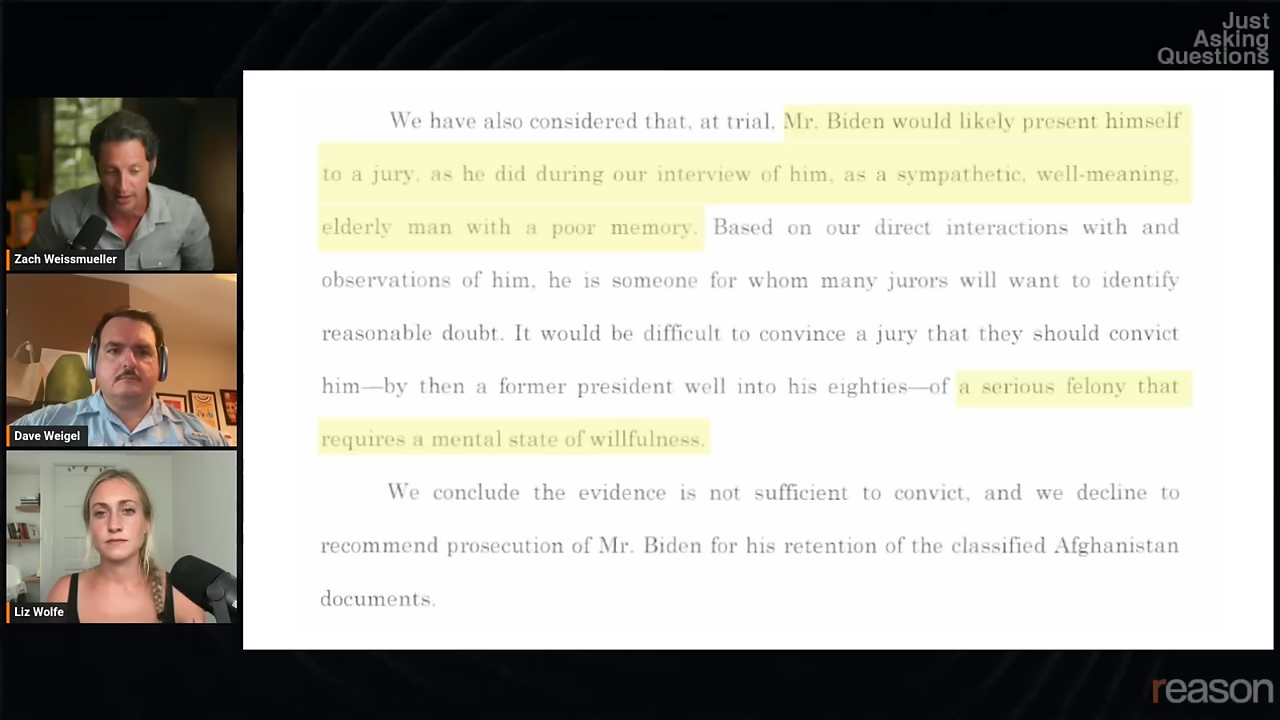 Just
Asking
Questions
We have also considered that, at trial, Mr. Biden would likely present himself
to a jury, as he did during our interview of him, as a sympathetic, well-meaning,
elderly man with a poor memory. Based on our direct interactions with and
observations of him, he is someone for whom many jurors will want to identify
reasonable doubt. It would be difficult to convince a jury that they should convict
him—by then a former president well into his eighties—of a serious felony that
requires a mental state of willfulness.
We conclude the evidence is not sufficient to convict, and we decline to
recommend prosecution of Mr. Biden for his retention of the classified Afghanistan
documents.
Zach Weissmueller
Dave Weigel
Liz Wolfe
reason